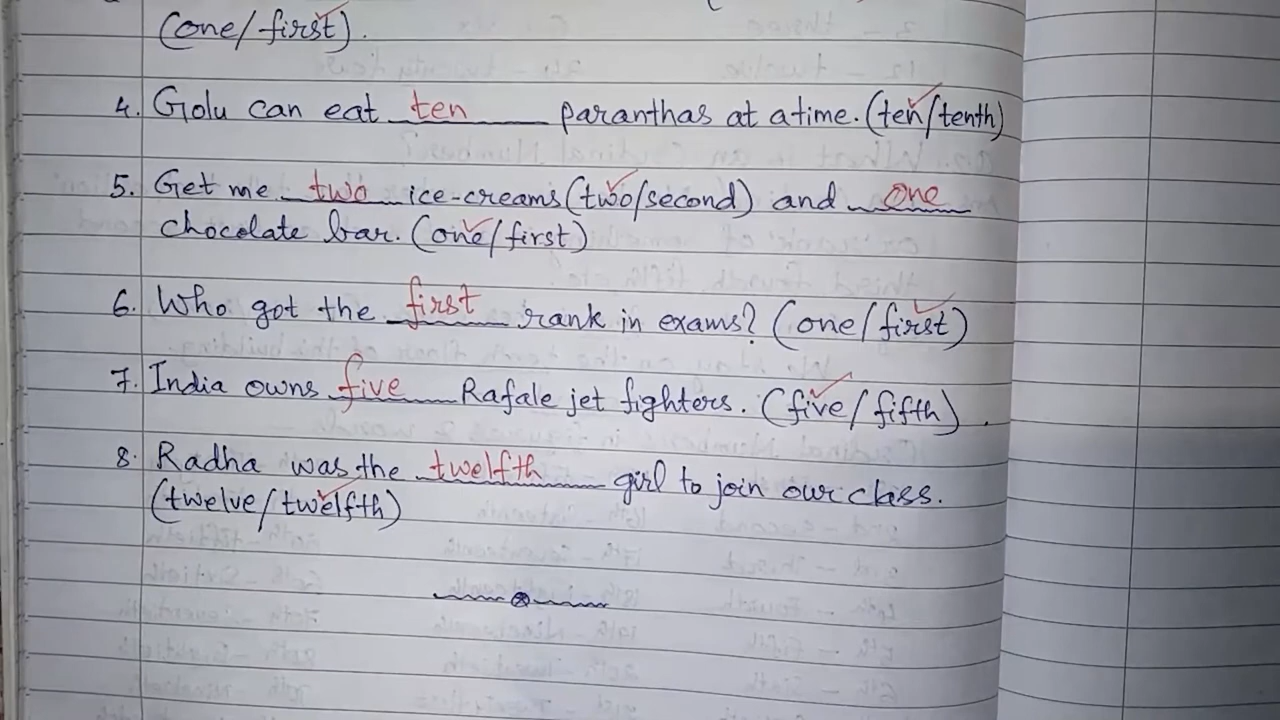 (one/first).
4. Golu can eat ten paranthas at a time. (ten/tenth)
5. Get me two ice-creams (two/second) and one
chocolate bar. (one/first)
6. Who got the first rank in exams? (one/first)
7. India owns five Rafale jet fighters. (five/fifth).
8. Radha was the twelfth girl to join our class.
(twelve/twelfth)